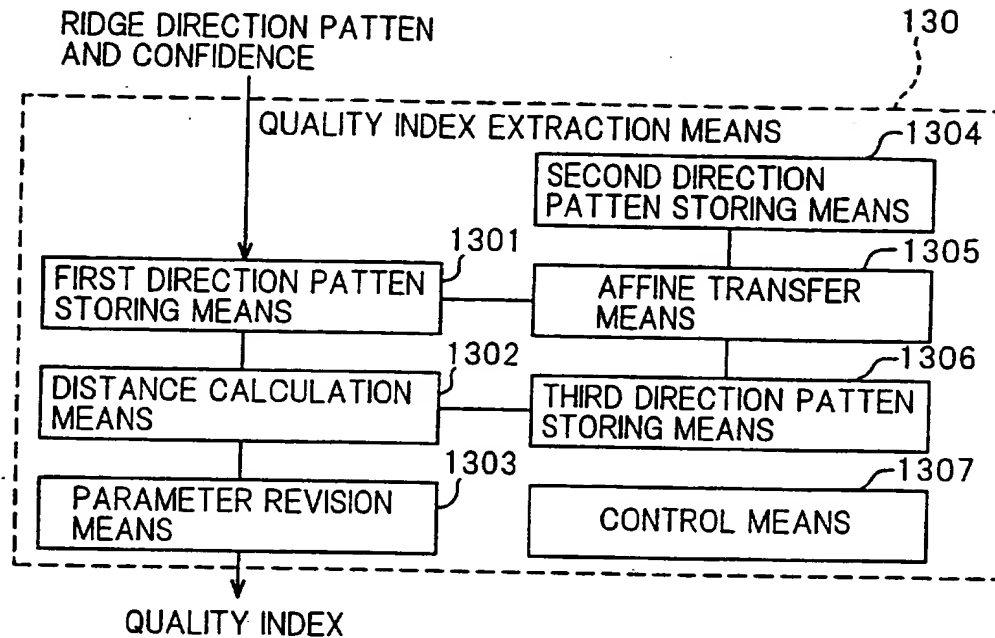 RIDGE DIRECTION PATTEN
AND CONFIDENCE
130
QUALITY INDEX EXTRACTION MEANS
1304
SECOND DIRECTION
PATTEN STORING MEANS
1301
FIRST DIRECTION PATTEN
STORING MEANS
1305
AFFINE TRANSFER
MEANS
1302
DISTANCE CALCULATION
MEANS
1306
THIRD DIRECTION PATTEN
STORING MEANS
1303
PARAMETER REVISION
MEANS
1307
CONTROL MEANS
QUALITY INDEX